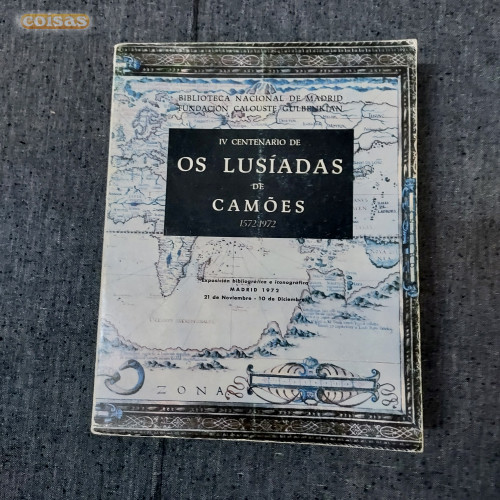 coisas
BIBLIOTECA NACIONAL DE MADRID
FUNDACIÓN CALOUSTE GULBENKIAN
IV CENTENARIO DE
OS LUSÍADAS
DE
CAMÕES
1572-1972
Exposición bibliográfica e iconográfica
MADRID 1972
21 de Noviembre - 10 de Diciembre
ZONA